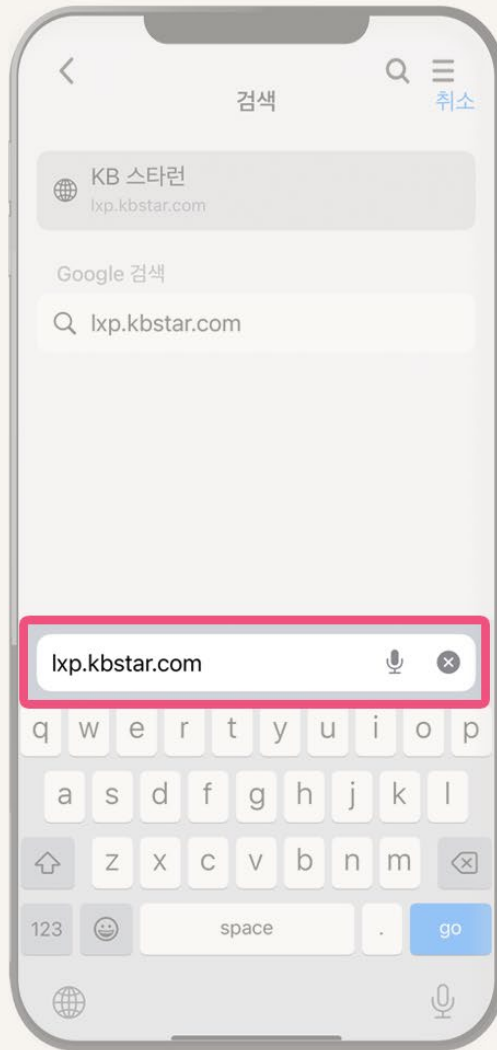 검색
취소
KB 스타런
lxp.kbstar.com
Google 검색
lxp.kbstar.com
lxp.kbstar.com
q w e r t y u i o p
a s d f g h j k l
z x c v b n m
123 space . go